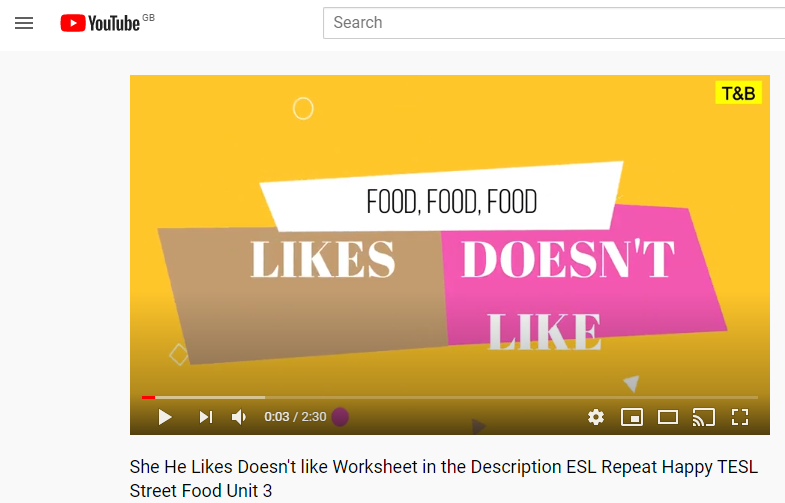 YouTube GB
Search
T&B
FOOD, FOOD, FOOD
LIKES DOESN'T
LIKE
0:03 / 2:30
She He Likes Doesn't like Worksheet in the Description ESL Repeat Happy TESL
Street Food Unit 3